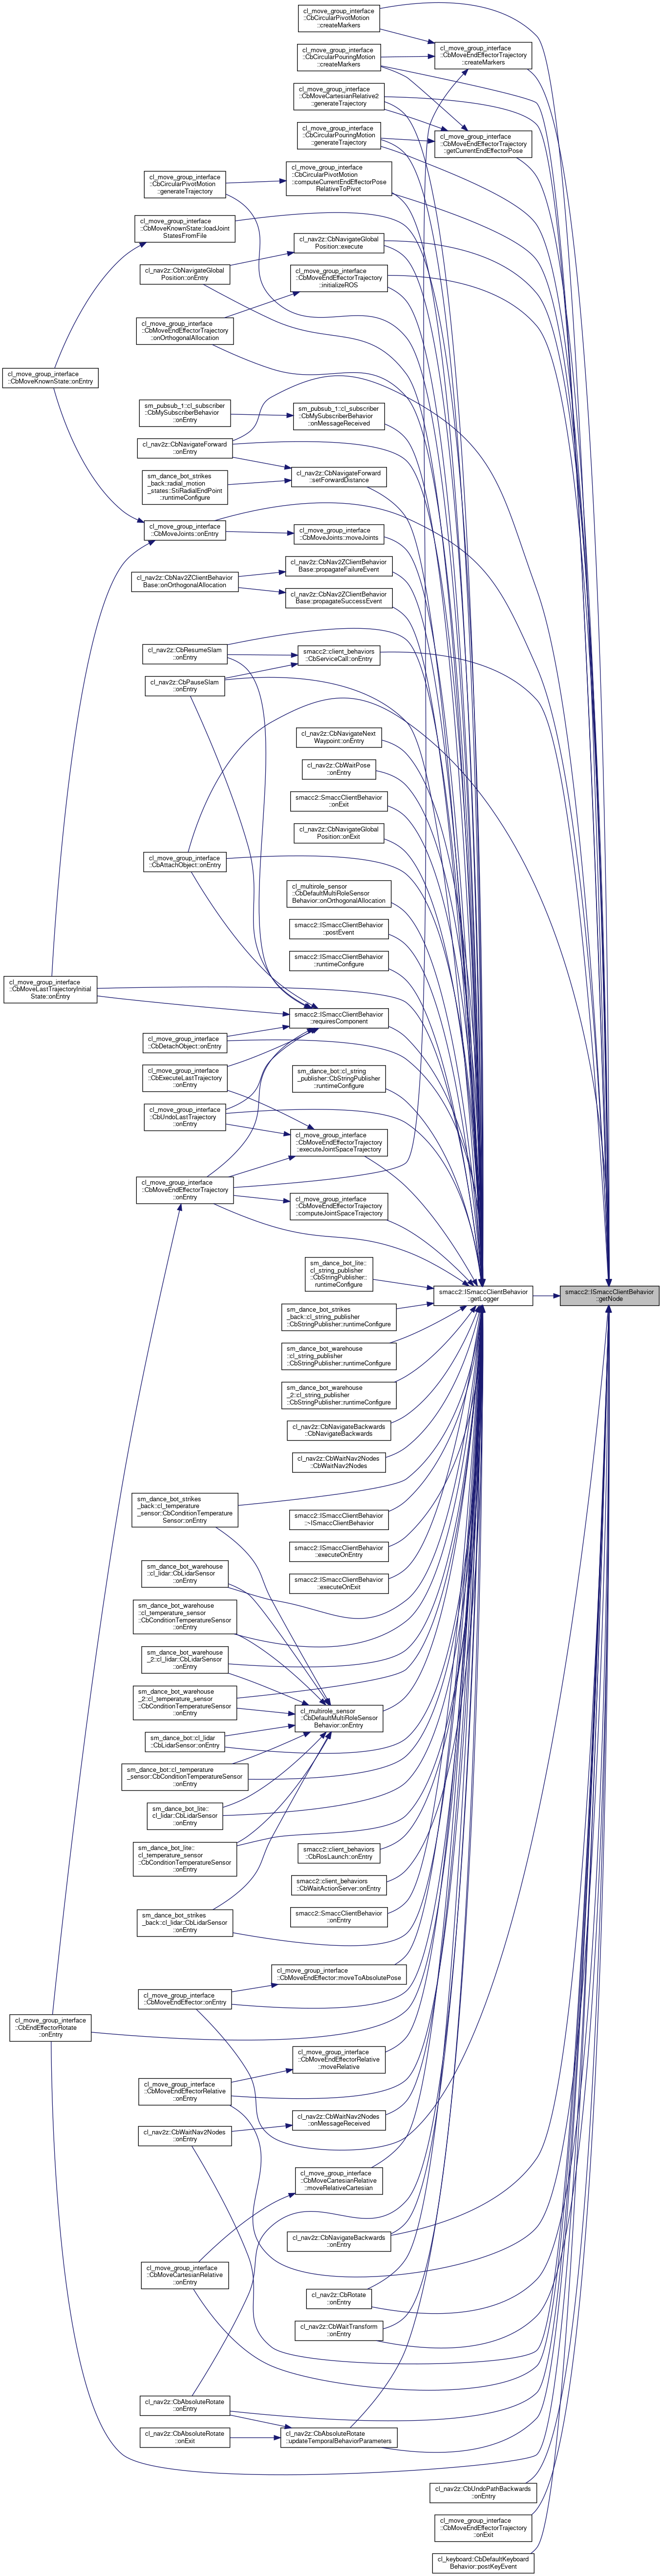 cl_move_group_interface
::CbCircularPivotMotion
::createMarkers
cl_move_group_interface
::CbMoveEndEffectorTrajectory
::createMarkers
cl_move_group_interface
::CbCircularPouringMotion
::createMarkers
cl_move_group_interface
::CbMoveCartesianRelative2
::generateTrajectory
cl_move_group_interface
::CbCircularPouringMotion
::generateTrajectory
cl_move_group_interface
::CbMoveEndEffectorTrajectory
::getCurrentEndEffectorPose
cl_move_group_interface
::CbCircularPivotMotion
::generateTrajectory
cl_move_group_interface
::CbCircularPivotMotion
::computeCurrentEndEffectorPose
RelativeToPivot
cl_move_group_interface
::CbMoveKnownState::loadJoint
StatesFromFile
cl_nav2z::CbNavigateGlobal
Position::execute
cl_nav2z::CbNavigateGlobal
Position::onEntry
cl_move_group_interface
::CbMoveEndEffectorTrajectory
::initializeROS
cl_move_group_interface
::CbMoveEndEffectorTrajectory
::onOrthogonalAllocation
cl_move_group_interface
::CbMoveKnownState::onEntry
sm_pubsub_1::cl_subscriber
::CbMySubscriberBehavior
::onEntry
sm_pubsub_1::cl_subscriber
::CbMySubscriberBehavior
::onMessageReceived
cl_nav2z::CbNavigateForward
::onEntry
cl_nav2z::CbNavigateForward
::setForwardDistance
sm_dance_bot_strikes
_back::radial_motion
_states::StiRadialEndPoint
::runtimeConfigure
cl_move_group_interface
::CbMoveJoints::onEntry
cl_move_group_interface
::CbMoveJoints::moveJoints
cl_nav2z::CbNav2ZClientBehavior
Base::propagateFailureEvent
cl_nav2z::CbNav2ZClientBehavior
Base::onOrthogonalAllocation
cl_nav2z::CbNav2ZClientBehavior
Base::propagateSuccessEvent
cl_nav2z::CbResumeSlam
::onEntry
smacc2::client_behaviors
::CbServiceCall::onEntry
cl_nav2z::CbPauseSlam
::onEntry
cl_nav2z::CbNavigateNext
Waypoint::onEntry
cl_nav2z::CbWaitPose
::onEntry
smacc2::SmaccClientBehavior
::onExit
cl_nav2z::CbNavigateGlobal
Position::onExit
cl_move_group_interface
::CbAttachObject::onEntry
cl_multirole_sensor
::CbDefaultMultiRoleSensor
Behavior::onOrthogonalAllocation
smacc2::ISmaccClientBehavior
::postEvent
smacc2::ISmaccClientBehavior
::runtimeConfigure
cl_move_group_interface
::CbMoveLastTrajectoryInitial
State::onEntry
smacc2::ISmaccClientBehavior
::requiresComponent
cl_move_group_interface
::CbDetachObject::onEntry
cl_move_group_interface
::CbExecuteLastTrajectory
::onEntry
sm_dance_bot::cl_string
_publisher::CbStringPublisher
::runtimeConfigure
cl_move_group_interface
::CbUndoLastTrajectory
::onEntry
cl_move_group_interface
::CbMoveEndEffectorTrajectory
::executeJointSpaceTrajectory
cl_move_group_interface
::CbMoveEndEffectorTrajectory
::onEntry
cl_move_group_interface
::CbMoveEndEffectorTrajectory
::computeJointSpaceTrajectory
sm_dance_bot_lite::
cl_string_publisher
::CbStringPublisher::
runtimeConfigure
smacc2::ISmaccClientBehavior
::getLogger
smacc2::ISmaccClientBehavior
::getNode
sm_dance_bot_strikes
_back::cl_string_publisher
::CbStringPublisher::runtimeConfigure
sm_dance_bot_warehouse
::cl_string_publisher
::CbStringPublisher::runtimeConfigure
sm_dance_bot_warehouse
_2::cl_string_publisher
::CbStringPublisher::runtimeConfigure
cl_nav2z::CbNavigateBackwards
::CbNavigateBackwards
cl_nav2z::CbWaitNav2Nodes
::CbWaitNav2Nodes
sm_dance_bot_strikes
_back::cl_temperature
_sensor::CbConditionTemperature
Sensor::onEntry
smacc2::ISmaccClientBehavior
::~ISmaccClientBehavior
smacc2::ISmaccClientBehavior
::executeOnEntry
smacc2::ISmaccClientBehavior
::executeOnExit
sm_dance_bot_warehouse
::cl_lidar::CbLidarSensor
::onEntry
sm_dance_bot_warehouse
::cl_temperature_sensor
::CbConditionTemperatureSensor
::onEntry
sm_dance_bot_warehouse
_2::cl_lidar::CbLidarSensor
::onEntry
sm_dance_bot_warehouse
_2::cl_temperature_sensor
::CbConditionTemperatureSensor
::onEntry
cl_multirole_sensor
::CbDefaultMultiRoleSensor
Behavior::onEntry
sm_dance_bot::cl_lidar
::CbLidarSensor::onEntry
sm_dance_bot::cl_temperature
_sensor::CbConditionTemperatureSensor
::onEntry
sm_dance_bot_lite::
cl_lidar::CbLidarSensor
::onEntry
sm_dance_bot_lite::
cl_temperature_sensor
::CbConditionTemperatureSensor
::onEntry
smacc2::client_behaviors
::CbRosLaunch::onEntry
smacc2::client_behaviors
::CbWaitActionServer::onEntry
sm_dance_bot_strikes
_back::cl_lidar::CbLidarSensor
::onEntry
smacc2::SmaccClientBehavior
::onEntry
cl_move_group_interface
::CbMoveEndEffector::moveToAbsolutePose
cl_move_group_interface
::CbMoveEndEffector::onEntry
cl_move_group_interface
::CbEndEffectorRotate
::onEntry
cl_move_group_interface
::CbMoveEndEffectorRelative
::moveRelative
cl_move_group_interface
::CbMoveEndEffectorRelative
::onEntry
cl_nav2z::CbWaitNav2Nodes
::onMessageReceived
cl_nav2z::CbWaitNav2Nodes
::onEntry
cl_move_group_interface
::CbMoveCartesianRelative
::moveRelativeCartesian
cl_nav2z::CbNavigateBackwards
::onEntry
cl_move_group_interface
::CbMoveCartesianRelative
::onEntry
cl_nav2z::CbRotate
::onEntry
cl_nav2z::CbWaitTransform
::onEntry
cl_nav2z::CbAbsoluteRotate
::onEntry
cl_nav2z::CbAbsoluteRotate
::onExit
cl_nav2z::CbAbsoluteRotate
::updateTemporalBehaviorParameters
cl_nav2z::CbUndoPathBackwards
::onEntry
cl_move_group_interface
::CbMoveEndEffectorTrajectory
::onExit
cl_keyboard::CbDefaultKeyboard
Behavior::postKeyEvent